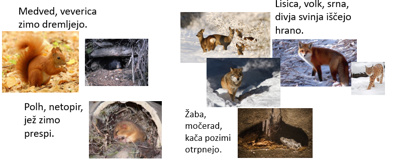 Medved, veverica
zimo dremljejo.
Polh, netopir,
jež zimo
prespi.
Lisica, volk, srna,
divja svinja iščejo
hrano.
Žaba,
močerad,
kača pozimi
otrpnejo.